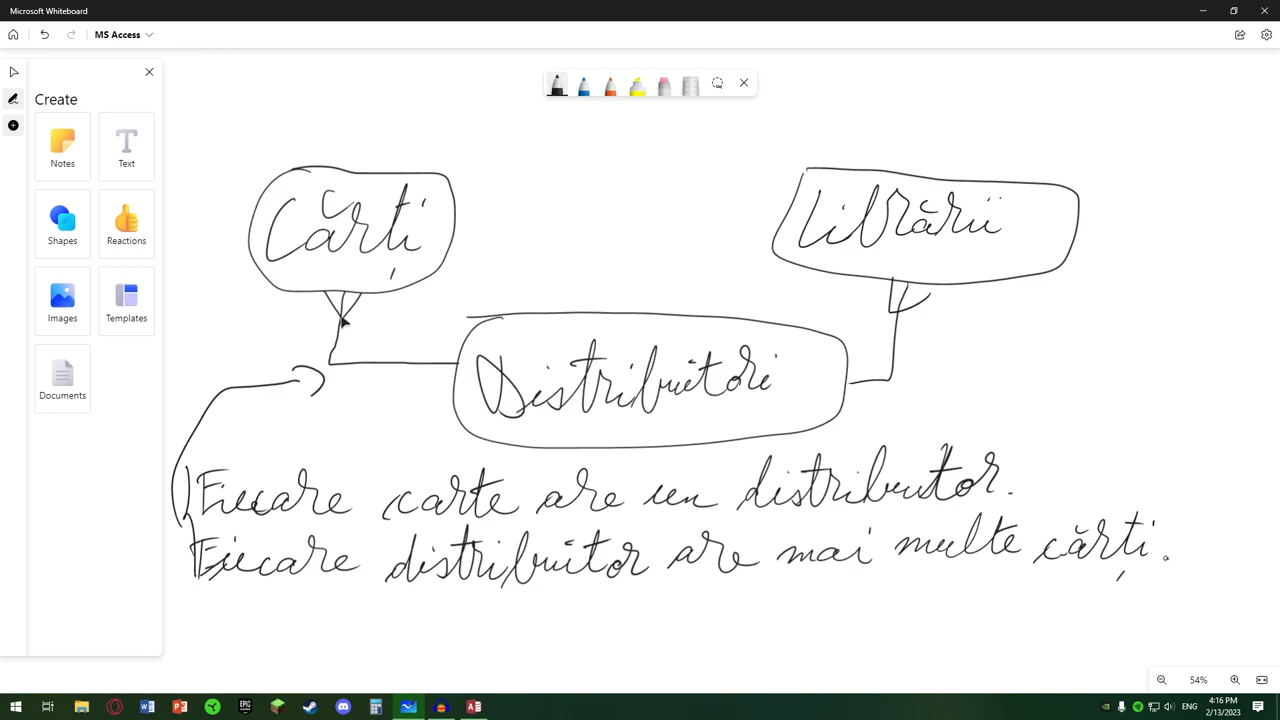 Microsoft Whiteboard
MS Access
Create
Notes
Text
Shapes
Reactions
Images
Templates
Documents
Cărți
Librării
Distribuitori
Fiecare carte are un distribuitor.
Fiecare distribuitor are mai multe cărți.
54%
ENG
4:16 PM
2/13/2023